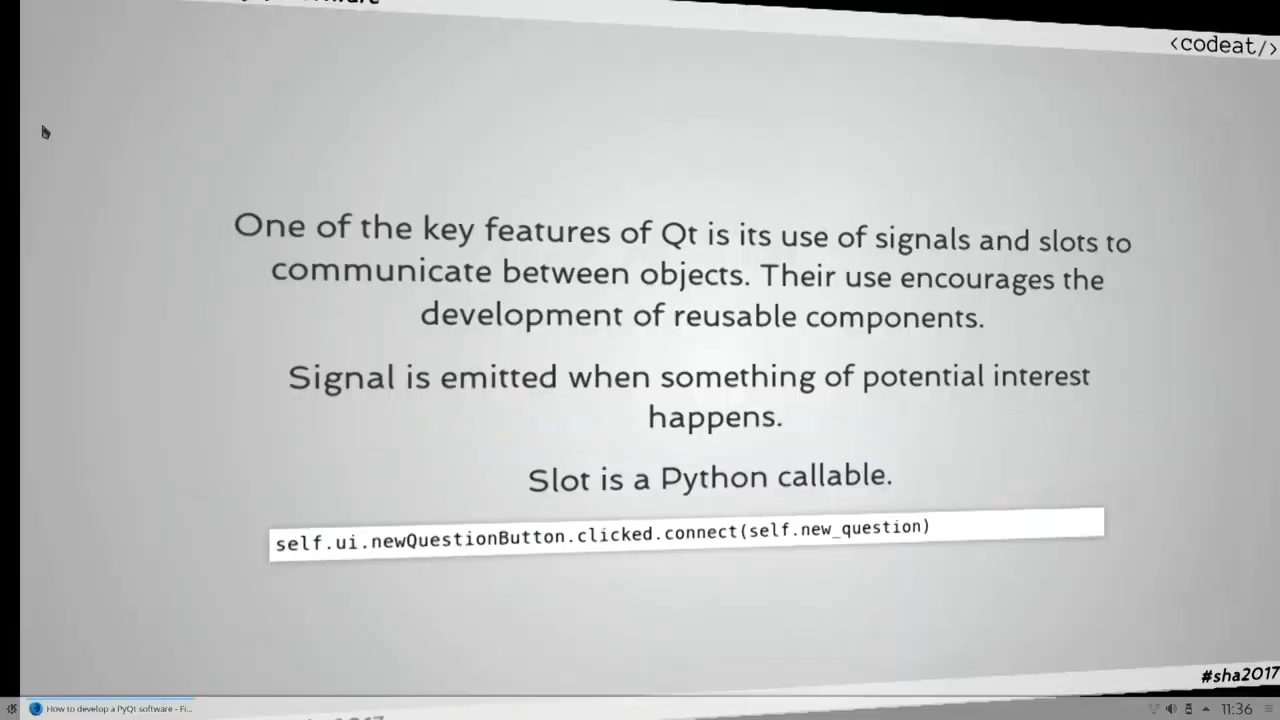 <codeat/>
One of the key features of Qt is its use of signals and slots to
communicate between objects. Their use encourages the
development of reusable components.
Signal is emitted when something of potential interest
happens.
Slot is a Python callable.
self.ui.newQuestionButton.clicked.connect(self.new_question)
#sha2017
How to develop a PyQt software - Fi...
11:36